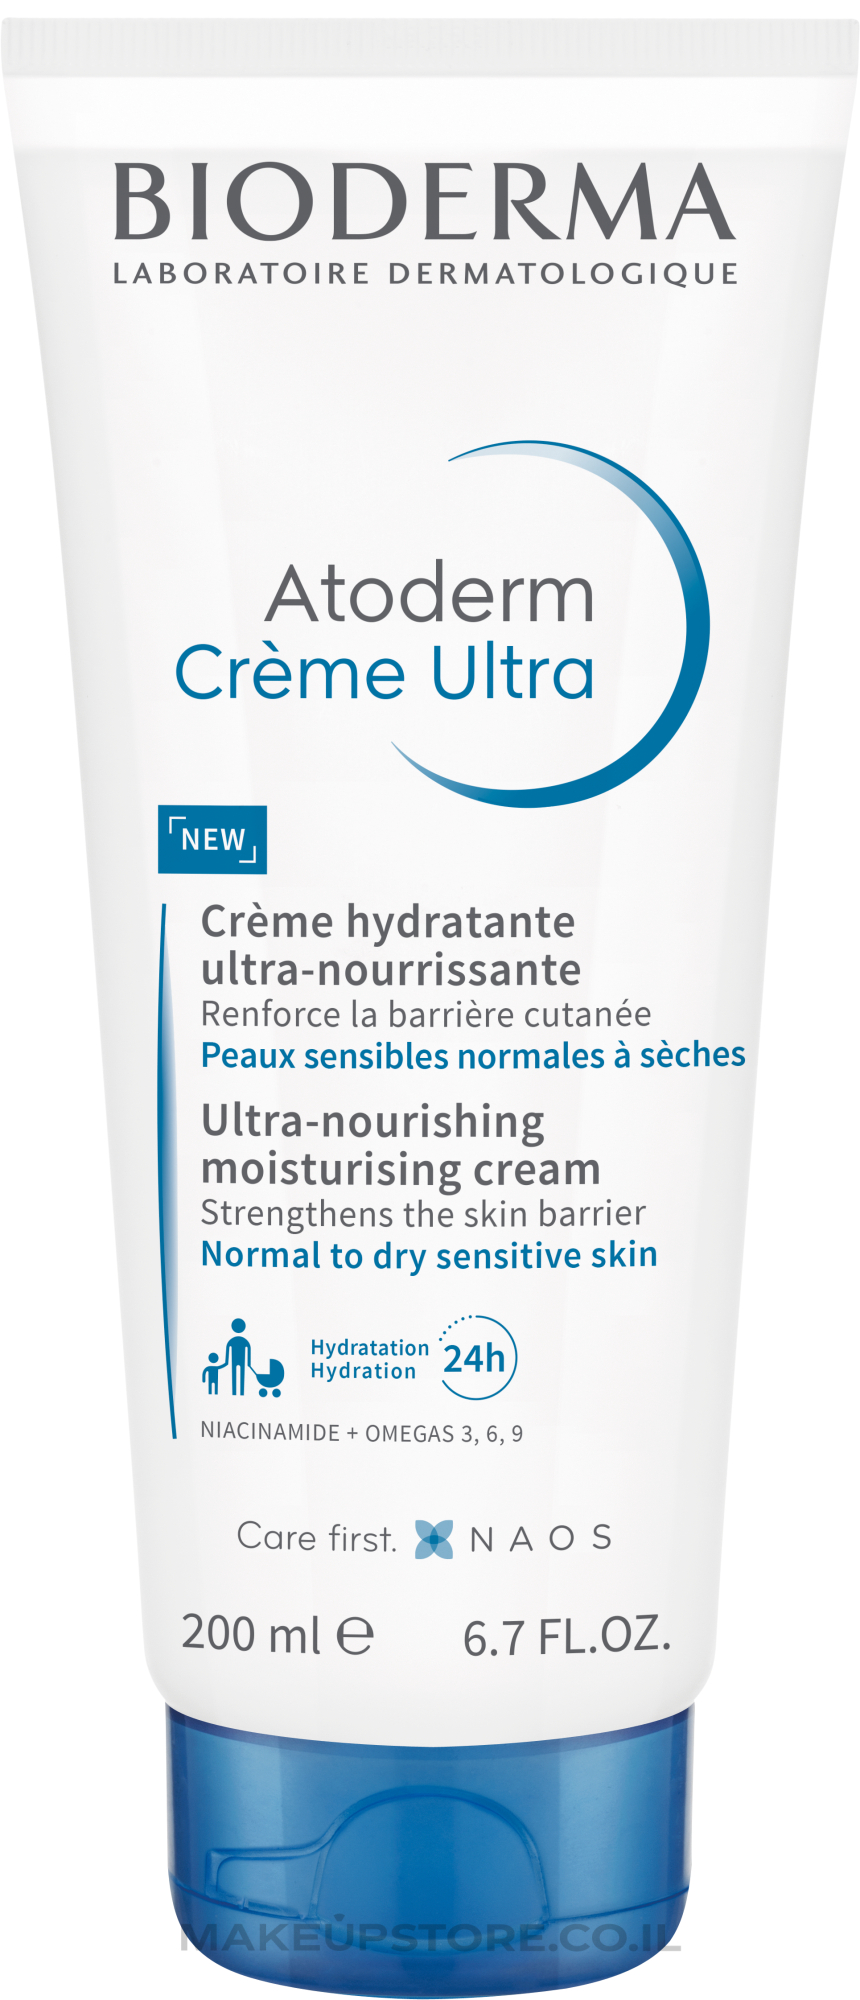 BIODERMA
LABORATOIRE DERMATOLOGIQUE
Atoderm
Crème Ultra
NEW
Crème hydratante
ultra-nourrissante
Renforce la barrière cutanée
Peaux sensibles normales à sèches
Ultra-nourishing
moisturising cream
Strengthens the skin barrier
Normal to dry sensitive skin
Hydratation
Hydration
24h
NIACINAMIDE + OMEGAS 3, 6, 9
Care first. NAOS
200 ml ℮ 6.7 FL.OZ.
MAKEUPSTORE.CO.IL